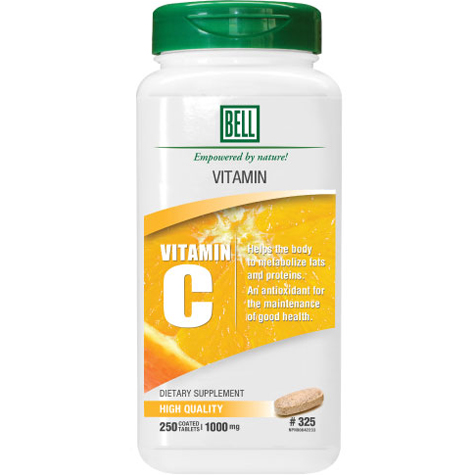 BELL
Empowered by nature!
VITAMIN
VITAMIN
C
Helps the body
to metabolize fats
and proteins.
An antioxidant for
the maintenance
of good health.
DIETARY SUPPLEMENT
HIGH QUALITY
250 COATED TABLETS 1000 mg
# 325